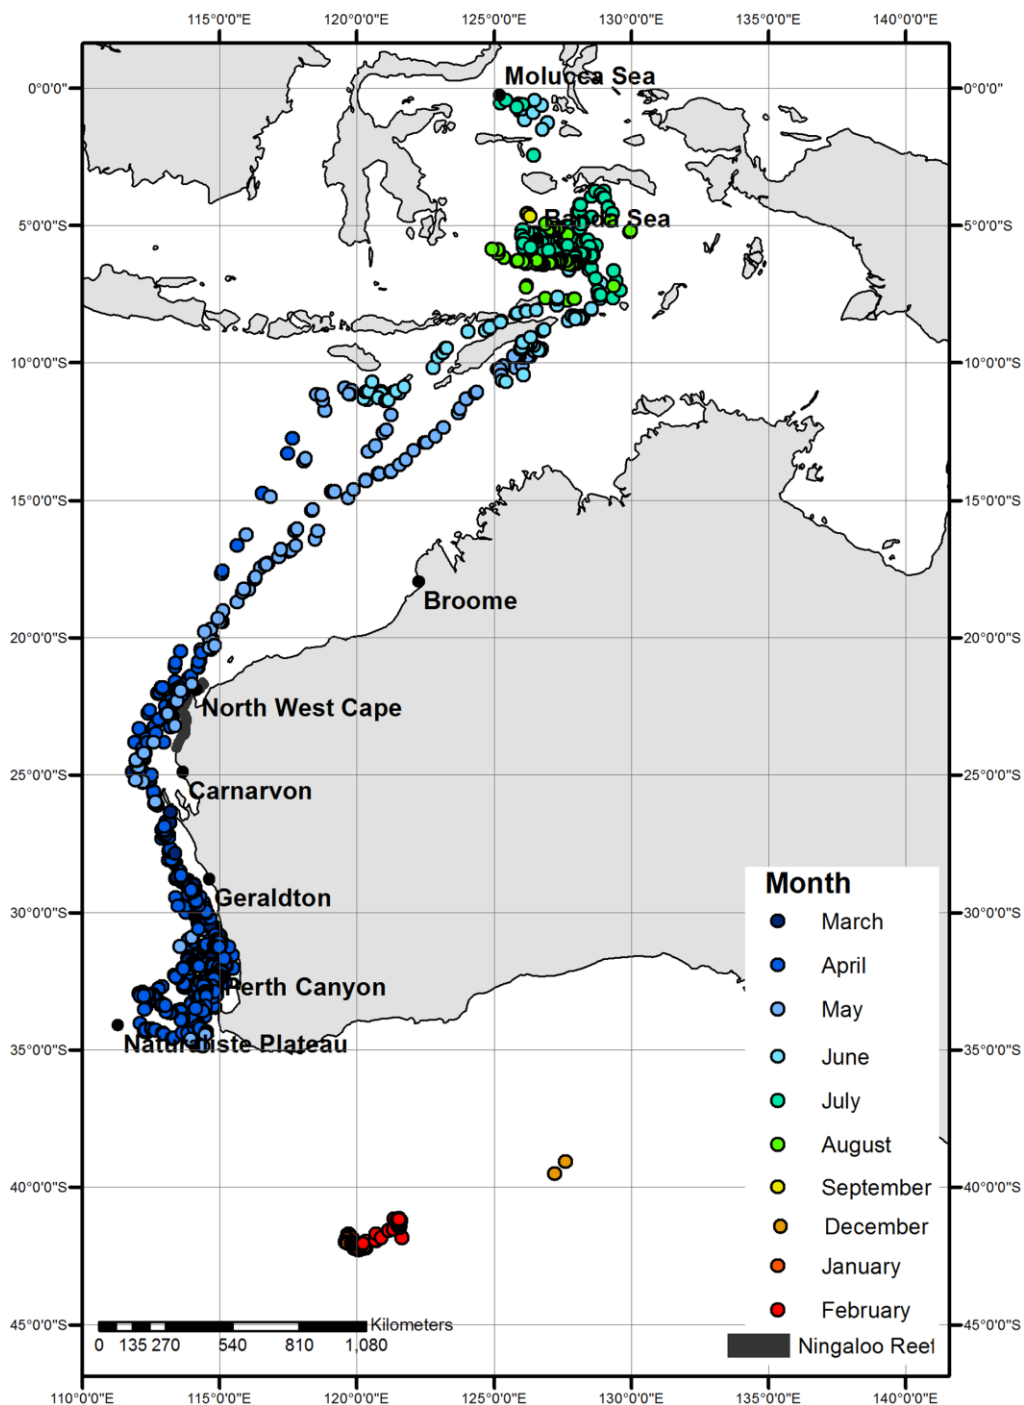 115°0'0"E 120°0'0"E 125°0'0"E 130°0'0"E 135°0'0"E 140°0'0"E
Molucca Sea
0°0'0" 0°0'0"
Banda Sea
5°0'0"S 5°0'0"S
10°0'0"S 10°0'0"S
15°0'0"S 15°0'0"S
Broome
20°0'0"S 20°0'0"S
North West Cape
25°0'0"S 25°0'0"S
Carnarvon
Geraldton
30°0'0"S 30°0'0"S
Perth Canyon
Naturaliste Plateau
35°0'0"S 35°0'0"S
40°0'0"S 40°0'0"S
45°0'0"S 45°0'0"S
Month
March
April
May
June
July
August
September
December
January
February
Ningaloo Reef
Kilometers
0 135 270 540 810 1,080
110°0'0"E 115°0'0"E 120°0'0"E 125°0'0"E 130°0'0"E 135°0'0"E 140°0'0"E